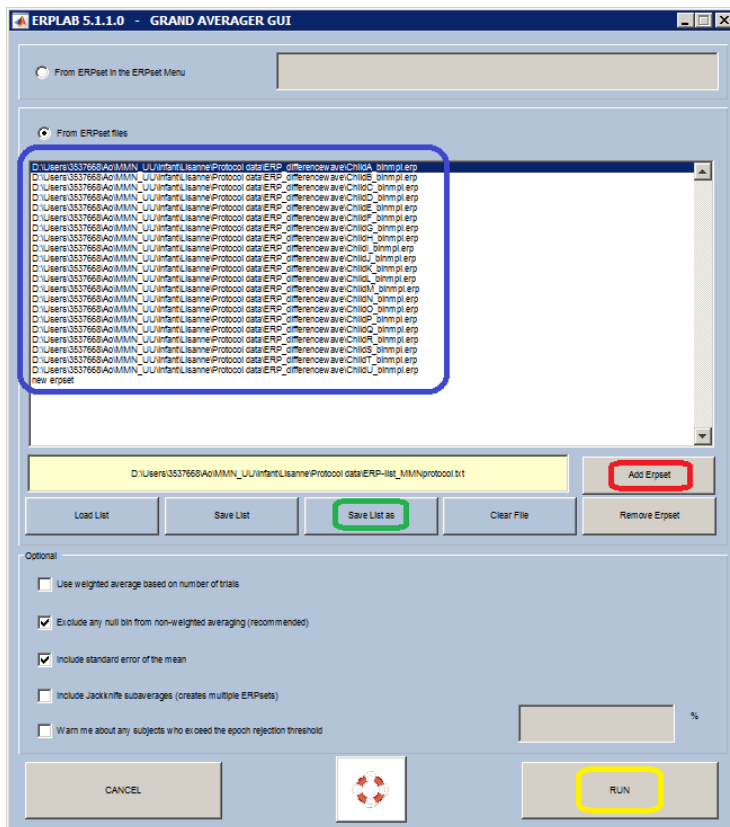 ERPLAB 5.1.1.0 - GRAND AVERAGER GUI
From ERPset in the ERPset Menu
From ERPset files
D:\Users\3537668\Ao\MMN_UU\Infant\Lisanne\Protocol data\ERP_differencewave\ChildA_binmpl.erp
D:\Users\3537668\Ao\MMN_UU\Infant\Lisanne\Protocol data\ERP_differencewave\ChildB_binmpl.erp
D:\Users\3537668\Ao\MMN_UU\Infant\Lisanne\Protocol data\ERP_differencewave\ChildC_binmpl.erp
D:\Users\3537668\Ao\MMN_UU\Infant\Lisanne\Protocol data\ERP_differencewave\ChildD_binmpl.erp
D:\Users\3537668\Ao\MMN_UU\Infant\Lisanne\Protocol data\ERP_differencewave\ChildE_binmpl.erp
D:\Users\3537668\Ao\MMN_UU\Infant\Lisanne\Protocol data\ERP_differencewave\ChildF_binmpl.erp
D:\Users\3537668\Ao\MMN_UU\Infant\Lisanne\Protocol data\ERP_differencewave\ChildG_binmpl.erp
D:\Users\3537668\Ao\MMN_UU\Infant\Lisanne\Protocol data\ERP_differencewave\ChildH_binmpl.erp
D:\Users\3537668\Ao\MMN_UU\Infant\Lisanne\Protocol data\ERP_differencewave\ChildI_binmpl.erp
D:\Users\3537668\Ao\MMN_UU\Infant\Lisanne\Protocol data\ERP_differencewave\ChildJ_binmpl.erp
D:\Users\3537668\Ao\MMN_UU\Infant\Lisanne\Protocol data\ERP_differencewave\ChildK_binmpl.erp
D:\Users\3537668\Ao\MMN_UU\Infant\Lisanne\Protocol data\ERP_differencewave\ChildL_binmpl.erp
D:\Users\3537668\Ao\MMN_UU\Infant\Lisanne\Protocol data\ERP_differencewave\ChildM_binmpl.erp
D:\Users\3537668\Ao\MMN_UU\Infant\Lisanne\Protocol data\ERP_differencewave\ChildN_binmpl.erp
D:\Users\3537668\Ao\MMN_UU\Infant\Lisanne\Protocol data\ERP_differencewave\ChildO_binmpl.erp
D:\Users\3537668\Ao\MMN_UU\Infant\Lisanne\Protocol data\ERP_differencewave\ChildP_binmpl.erp
D:\Users\3537668\Ao\MMN_UU\Infant\Lisanne\Protocol data\ERP_differencewave\ChildQ_binmpl.erp
D:\Users\3537668\Ao\MMN_UU\Infant\Lisanne\Protocol data\ERP_differencewave\ChildR_binmpl.erp
D:\Users\3537668\Ao\MMN_UU\Infant\Lisanne\Protocol data\ERP_differencewave\ChildS_binmpl.erp
D:\Users\3537668\Ao\MMN_UU\Infant\Lisanne\Protocol data\ERP_differencewave\ChildT_binmpl.erp
D:\Users\3537668\Ao\MMN_UU\Infant\Lisanne\Protocol data\ERP_differencewave\ChildU_binmpl.erp
new erpset
D:\Users\3537668\Ao\MMN_UU\Infant\Lisanne\Protocol data\ERP-list_MMNprotocol.txt
Add Erpset
Load List
Save List
Save List as
Clear File
Remove Erpset
Optional
Use weighted average based on number of trials
Exclude any null bin from non-weighted averaging (recommended)
Include standard error of the mean
Include Jackknife subaverages (creates multiple ERPsets)
Warn me about any subjects who exceed the epoch rejection threshold
%
CANCEL
RUN